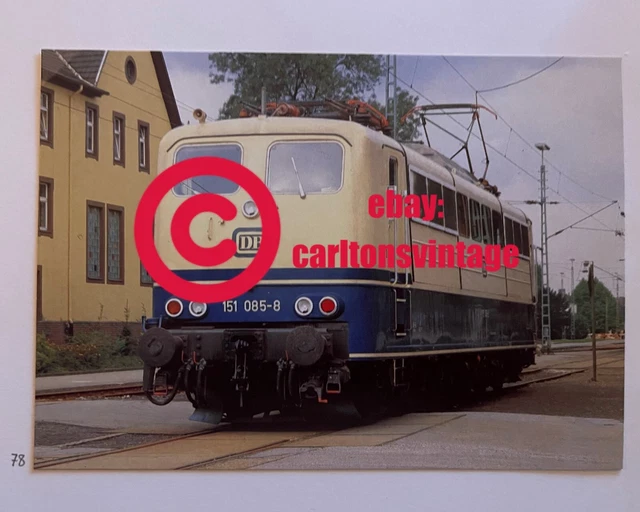 ©
ebay:
carltonsvintage
DB
151 085-8
78